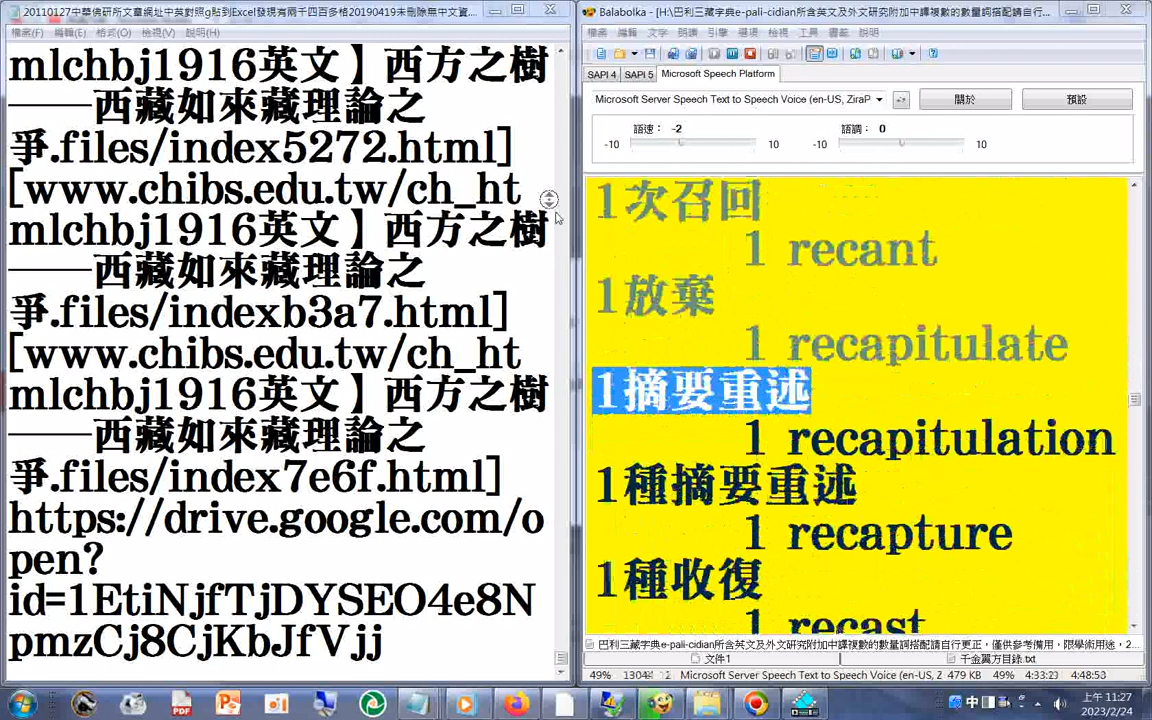 20110127中華佛研所文章網址中英對照g貼到Excel發現有兩千四百多格20190419未刪除無中文資...
檔案(F) 編輯(E) 格式(O) 檢視(V) 說明(H)
mlchbj1916英文】西方之樹
——西藏如來藏理論之
爭.files/index5272.html]
[www.chibs.edu.tw/ch_ht
mlchbj1916英文】西方之樹
——西藏如來藏理論之
爭.files/indexb3a7.html]
[www.chibs.edu.tw/ch_ht
mlchbj1916英文】西方之樹
——西藏如來藏理論之
爭.files/index7e6f.html]
https://drive.google.com/o
pen?
id=1EtiNjfTjDYSEO4e8N
pmzCj8CjKbJfVjj
Balabolka - [H:\巴利三藏字典e-pali-cidian所含英文及外文研究附加中譯複數的數量詞搭配請自行...
檔案 編輯 文字 朗讀 引擎 選項 檢視 工具 書籤 說明
SAPI 4 SAPI 5 Microsoft Speech Platform
Microsoft Server Speech Text to Speech Voice (en-US, ZiraP 關於 預設
語速： -2 語調： 0
-10 10 -10 10
1次召回
1 recant
1放棄
1 recapitulate
1摘要重述
1 recapitulation
1種摘要重述
1 recapture
1種收復
1 recast
巴利三藏字典e-pali-cidian所含英文及外文研究附加中譯複數的數量詞搭配請自行更正，僅供參考備用，限學術用途，2...
文件1 千金翼方目錄.txt
49% Microsoft Server Speech Text to Speech Voice (en-US, Z 479 KB 49% 4:33:23 4:48:53
中
上午 11:27
2023/2/24